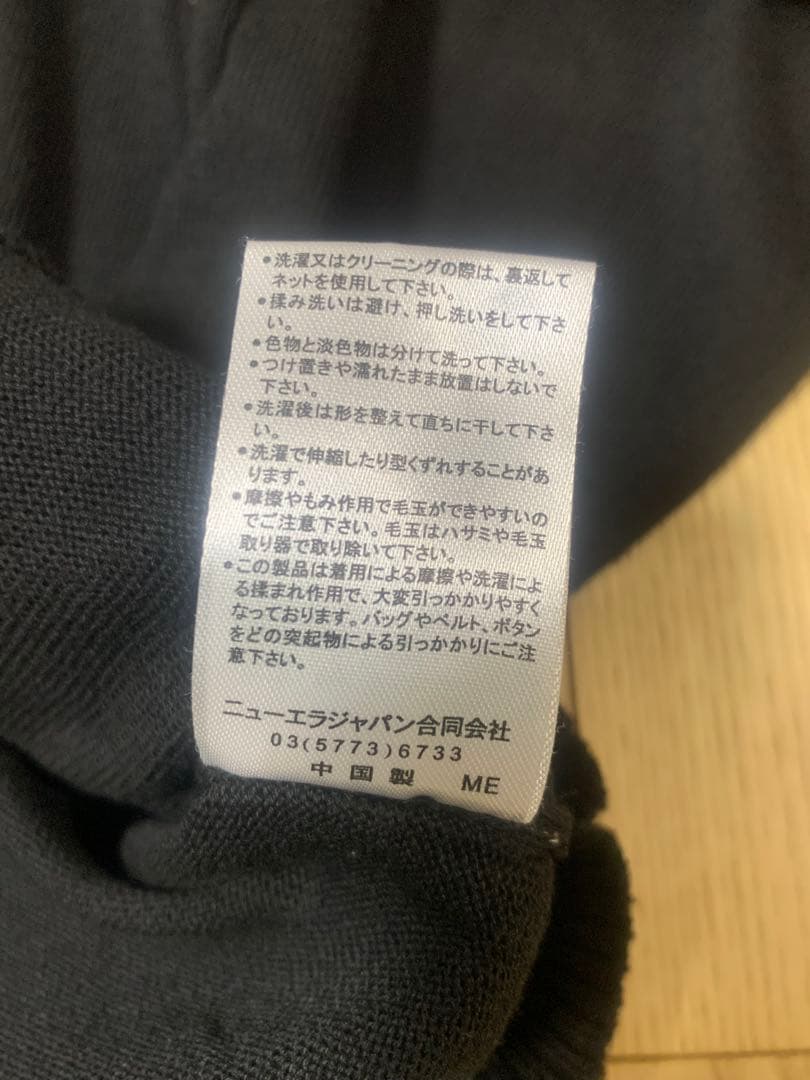 ●洗濯又はクリーニングの際は、裏返して
ネットを使用して下さい。
●揉み洗いは避け、押し洗いをして下さ
い。
●色物と淡色物は分けて洗って下さい。
●つけ置きや濡れたまま放置はしないで
下さい。
●洗濯後は形を整えて直ちに干して下さ
い。
●洗濯で伸縮したり型くずれすることがあ
ります。
●摩擦やもみ作用で毛玉ができやすいの
でご注意下さい。毛玉はハサミや毛玉
取り器で取り除いて下さい。
●この製品は着用による摩擦や洗濯によ
る揉まれ作用で、大変引っかかりやすく
なっております。バッグやベルト、ボタン
などの突起物による引っかかりにご注
意下さい。
ニューエラジャパン合同会社
03(5773)6733
中国製 ME